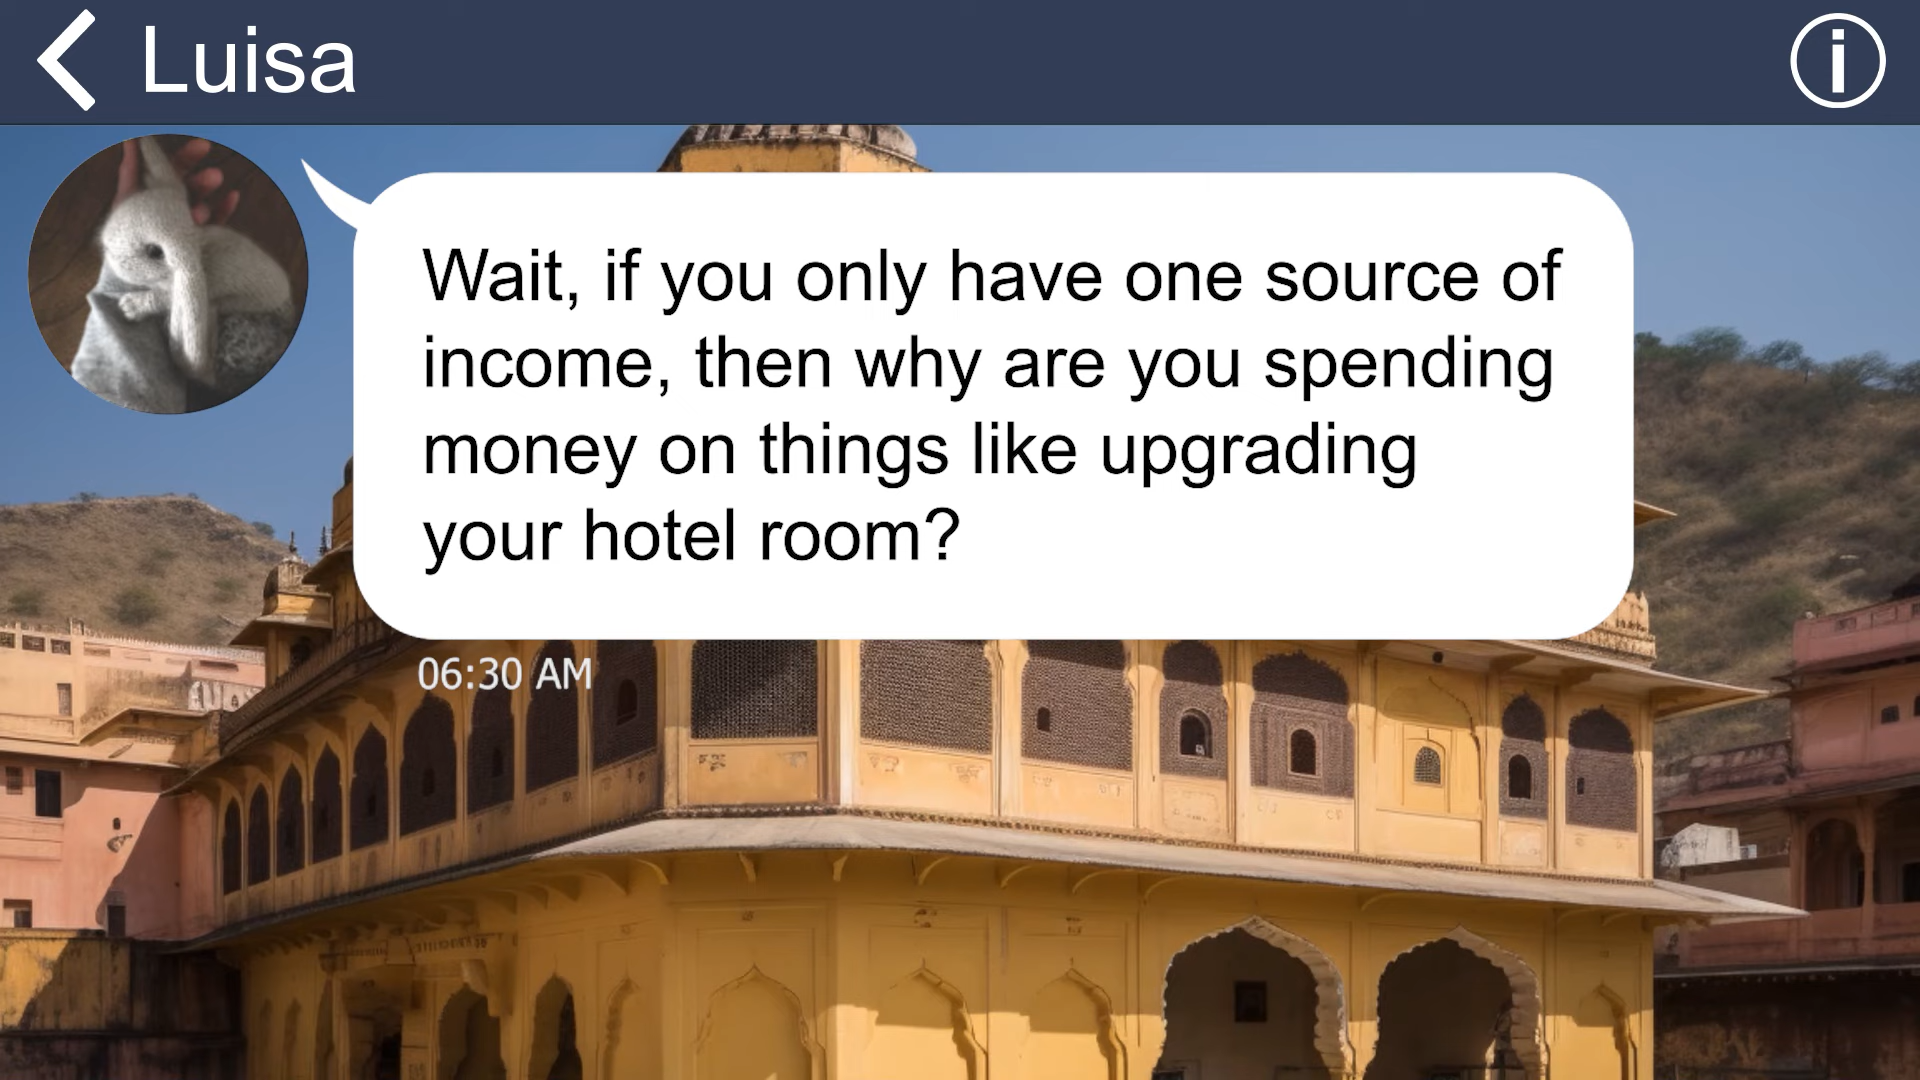 Luisa
Wait, if you only have one source of
income, then why are you spending
money on things like upgrading
your hotel room?
06:30 AM